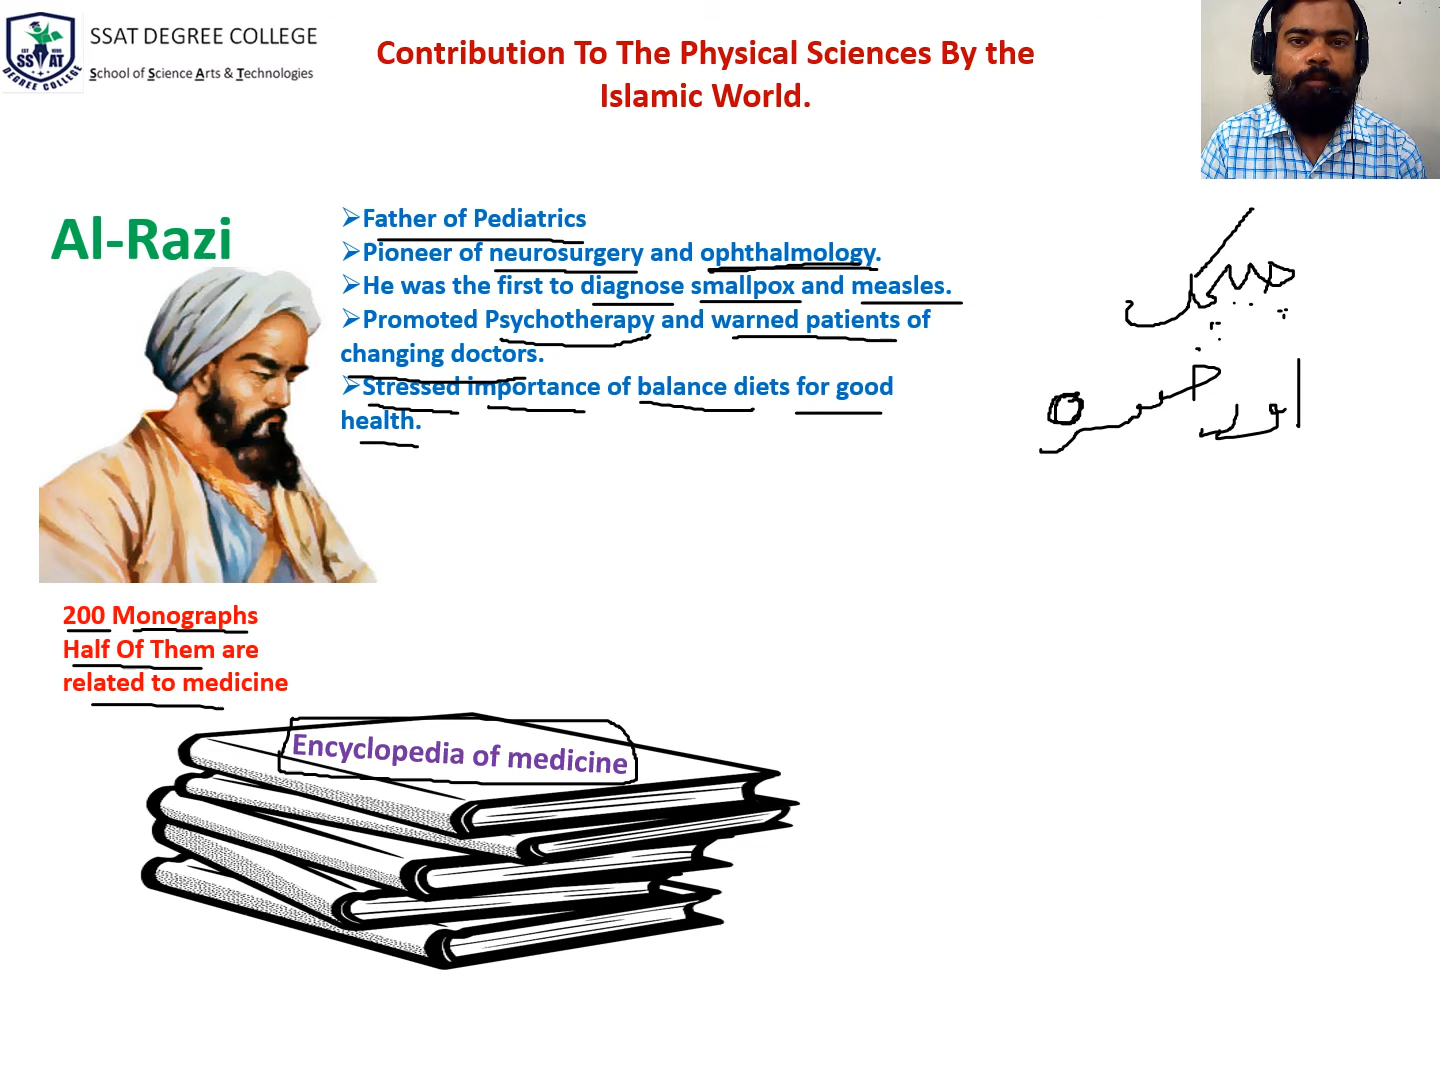 SSAT DEGREE COLLEGE
School of Science Arts & Technologies
SSAT
DEGREE COLLEGE
Contribution To The Physical Sciences By the
Islamic World.
Al-Razi
➢Father of Pediatrics
➢Pioneer of neurosurgery and ophthalmology.
➢He was the first to diagnose smallpox and measles.
➢Promoted Psychotherapy and warned patients of
changing doctors.
➢Stressed importance of balance diets for good
health.
چیچک
اور خسرہ
200 Monographs
Half Of Them are
related to medicine
Encyclopedia of medicine